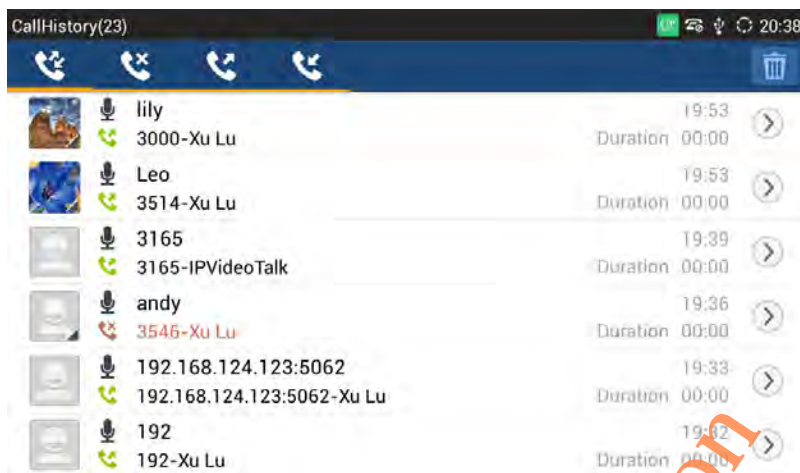 CallHistory(23) 20:38
lily 19:53
3000-Xu Lu Duration 00:00
Leo 19:53
3514-Xu Lu Duration 00:00
3165 19:39
3165-IPVideoTalk Duration 00:00
andy 19:36
3546-Xu Lu Duration 00:00
192.168.124.123:5062 19:33
192.168.124.123:5062-Xu Lu Duration 00:00
192 19:32
192-Xu Lu Duration 00:00
on